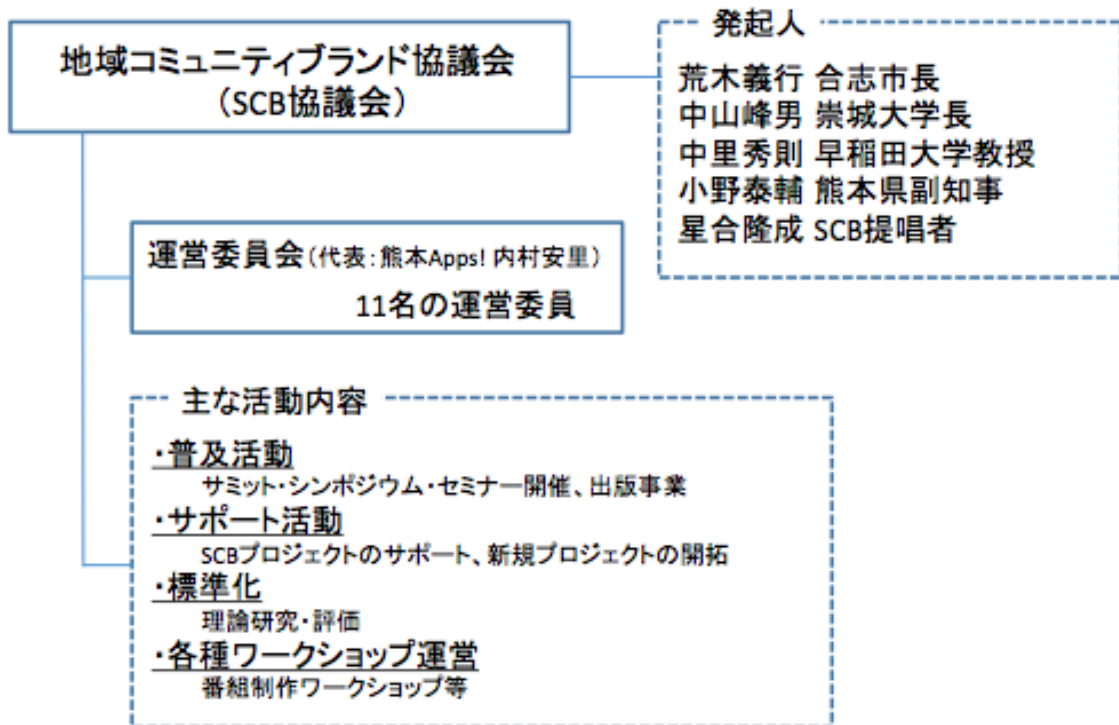 地域コミュニティブランド協議会
（SCB協議会）
発起人
荒木義行 合志市長
中山峰男 崇城大学長
中里秀則 早稲田大学教授
小野泰輔 熊本県副知事
星合隆成 SCB提唱者
運営委員会（代表：熊本Apps! 内村安里）
11名の運営委員
主な活動内容
・普及活動
サミット・シンポジウム・セミナー開催、出版事業
・サポート活動
SCBプロジェクトのサポート、新規プロジェクトの開拓
・標準化
理論研究・評価
・各種ワークショップ運営
番組制作ワークショップ等